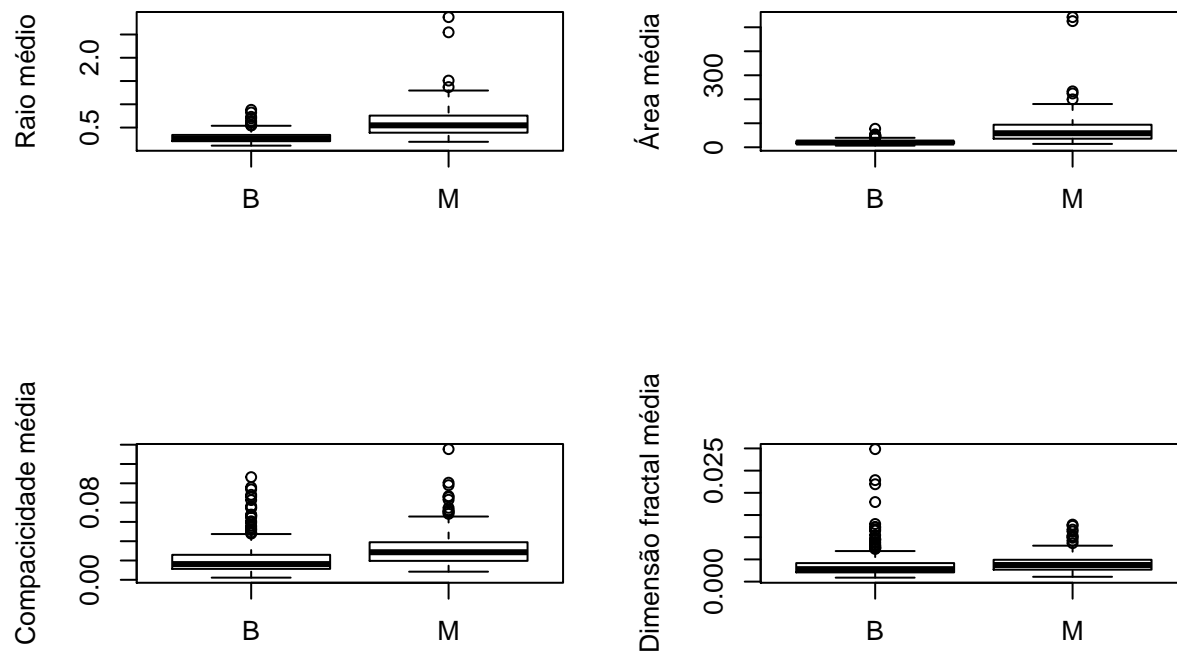 Raio médio
2.0
0.5
B
M
Área média
300
0
B
M
Compacicidade média
0.08
0.00
B
M
Dimensão fractal média
0.025
0.000
B
M